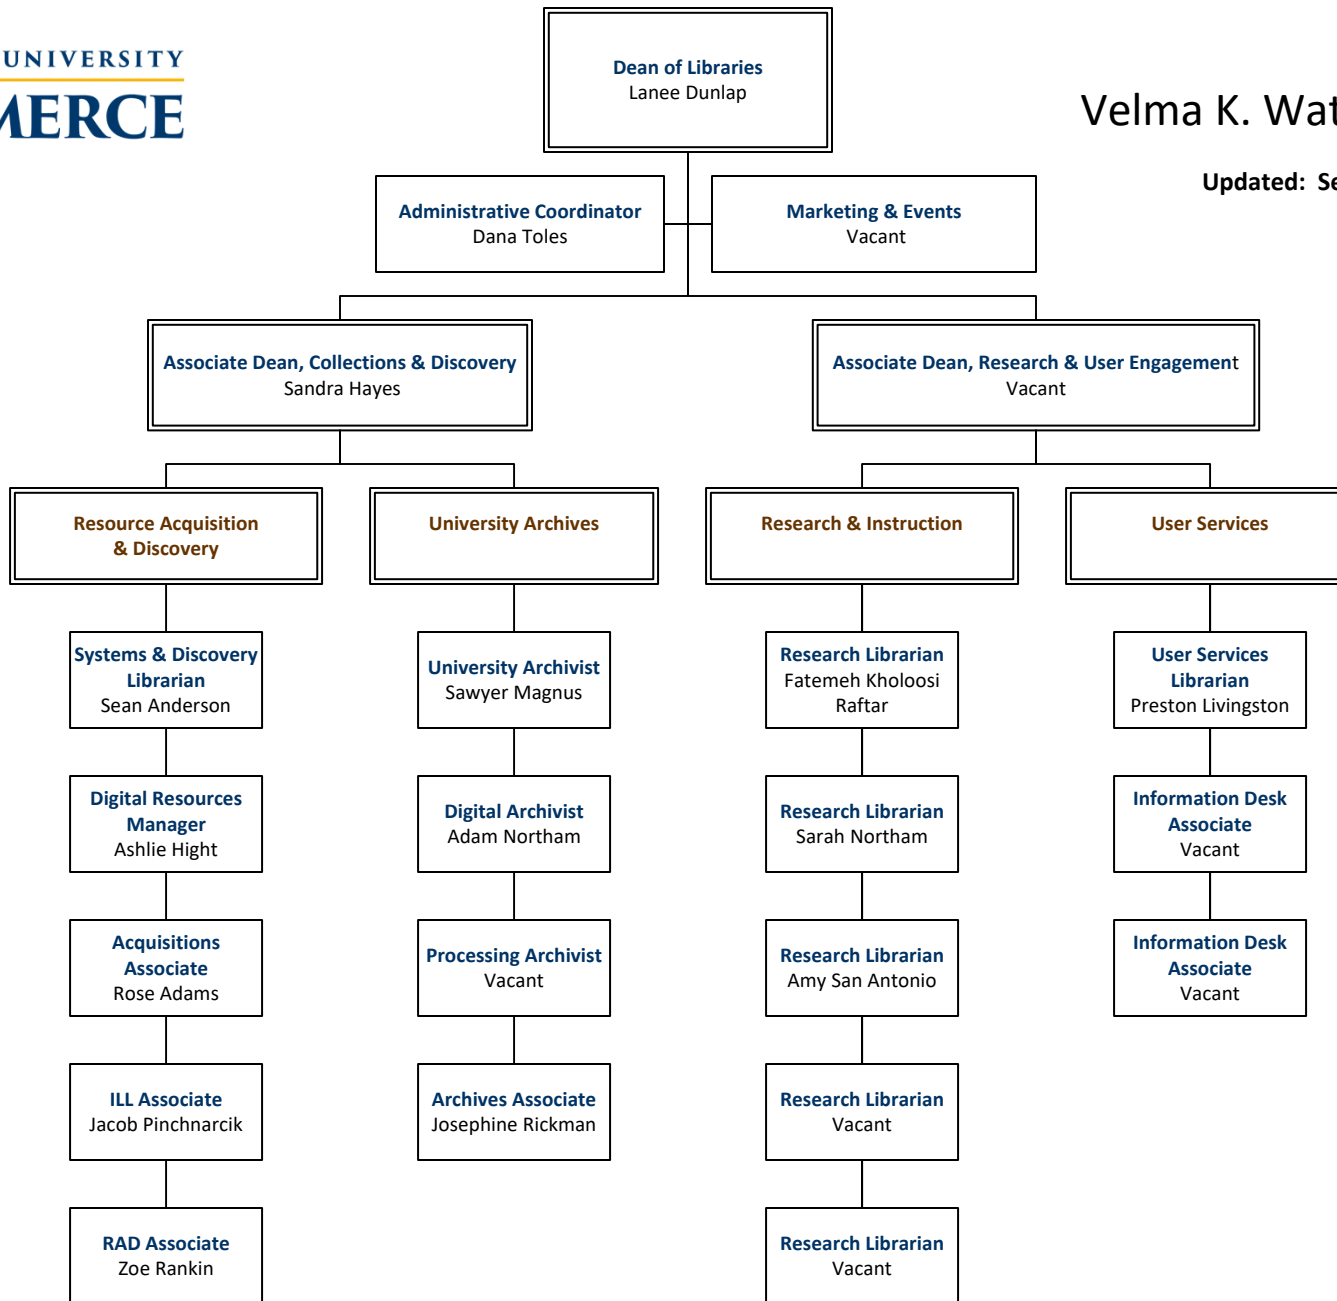 UNIVERSITY
MERCE
Dean of Libraries
Lanee Dunlap
Velma K. Wat
Updated: Se
Administrative Coordinator
Dana Toles
Marketing & Events
Vacant
Associate Dean, Collections & Discovery
Sandra Hayes
Associate Dean, Research & User Engagement
Vacant
Resource Acquisition
& Discovery
University Archives
Research & Instruction
User Services
Systems & Discovery
Librarian
Sean Anderson
University Archivist
Sawyer Magnus
Research Librarian
Fatemeh Kholoosi
Raftar
User Services
Librarian
Preston Livingston
Digital Resources
Manager
Ashlie Hight
Digital Archivist
Adam Northam
Research Librarian
Sarah Northam
Information Desk
Associate
Vacant
Acquisitions
Associate
Rose Adams
Processing Archivist
Vacant
Research Librarian
Amy San Antonio
Information Desk
Associate
Vacant
ILL Associate
Jacob Pinchnarcik
Archives Associate
Josephine Rickman
Research Librarian
Vacant
RAD Associate
Zoe Rankin
Research Librarian
Vacant